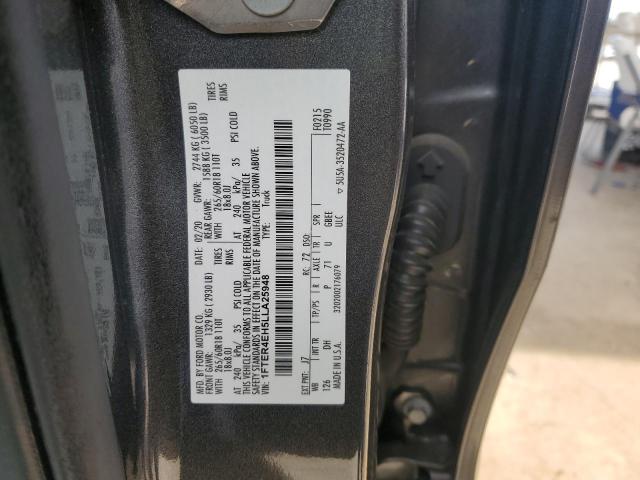 MFD. BY FORD MOTOR CO.
DATE: 02/20 GVWR: 2744 KG ( 6050 LB)
FRONT GAWR: 1329 KG ( 2930 LB) REAR GAWR: 1588 KG ( 3500 LB)
WITH 265/60R18 110T TIRES WITH 265/60R18 110T TIRES
18x8.0J RIMS 18x8.0J RIMS
AT 240 kPa/ 35 PSI COLD AT 240 kPa/ 35 PSI COLD
THIS VEHICLE CONFORMS TO ALL APPLICABLE FEDERAL MOTOR VEHICLE
SAFETY STANDARDS IN EFFECT ON THE DATE OF MANUFACTURE SHOWN ABOVE.
VIN: 1FTER4EH5LLA25948 TYPE: Truck
F0215
T0990
EXT PNT: J7 RC: 72 DSO:
WB INT TR TP/PS R AXLE TR SPR
126 DH P 71 U GBEE
ULC
MADE IN U.S.A. 3202002176079
▽ 5U5A-3520472-AA